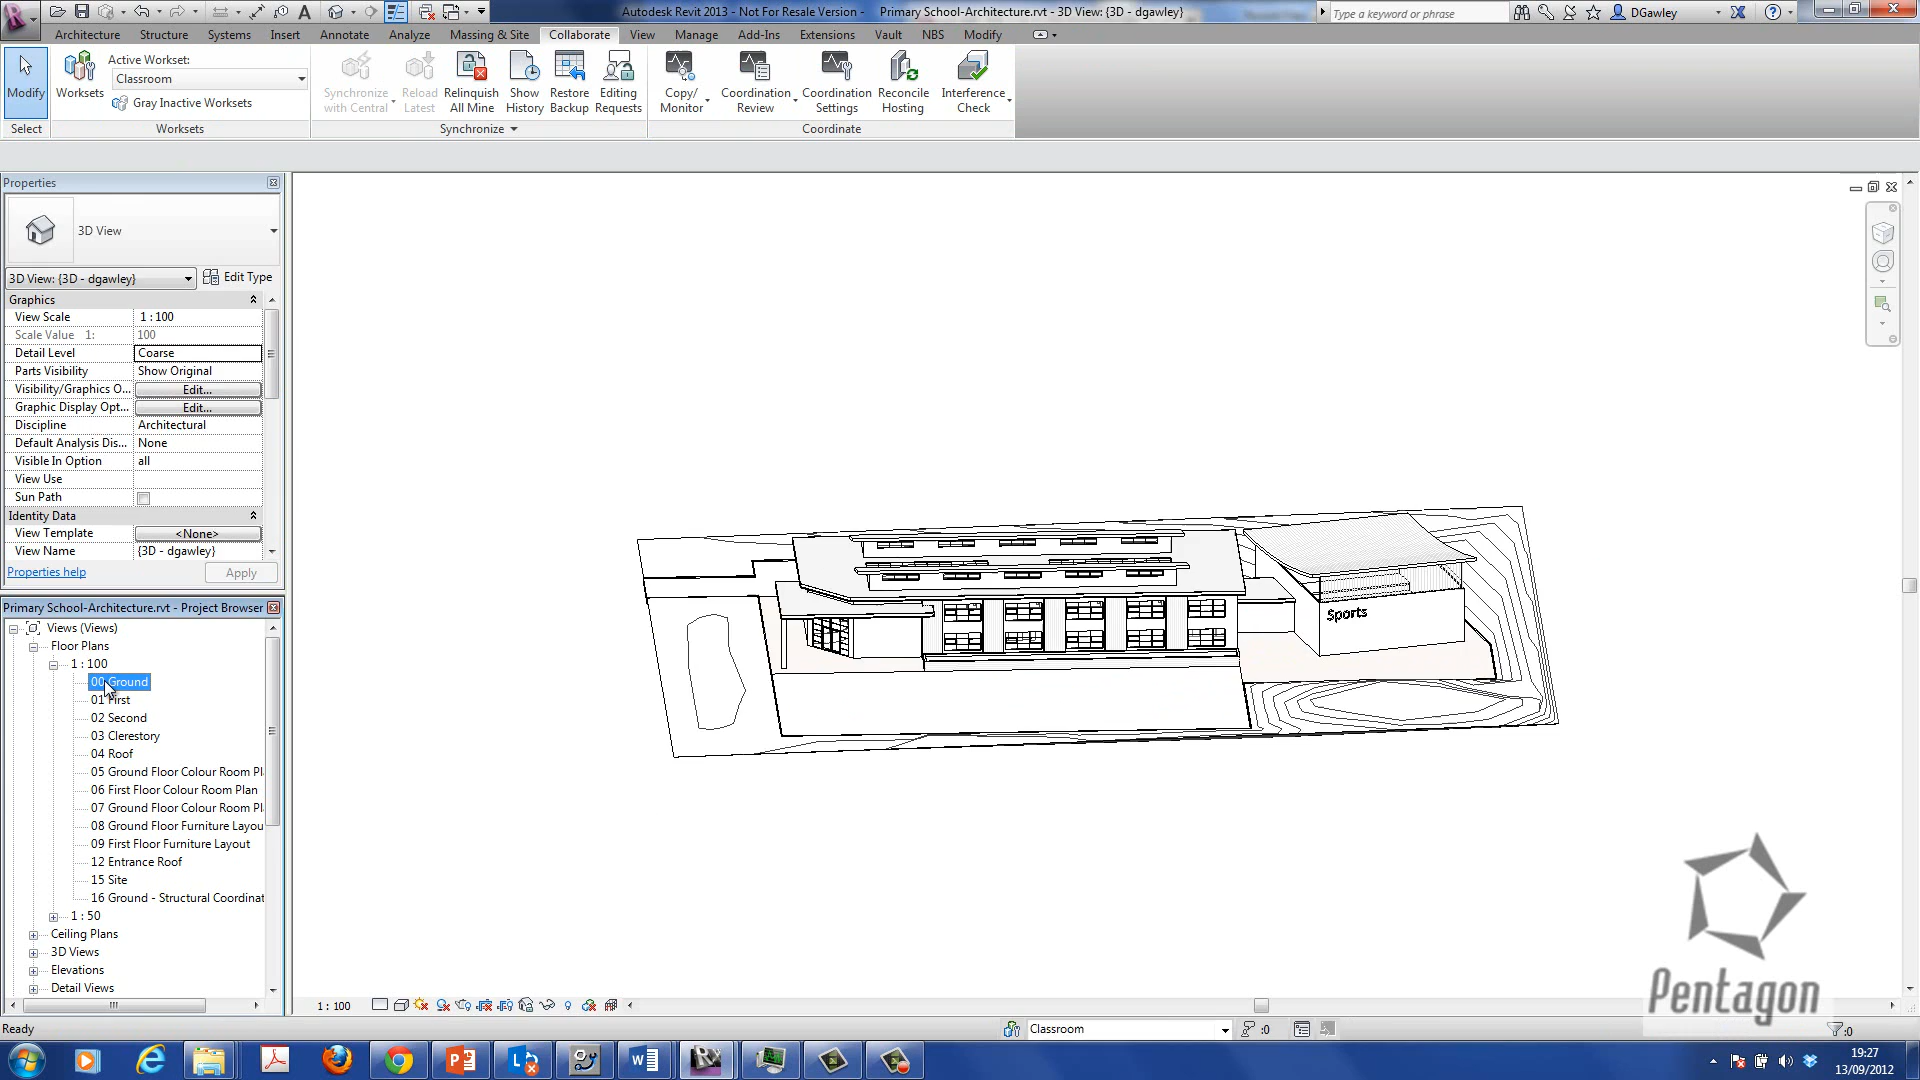 Autodesk Revit 2013 - Not For Resale Version - Primary School-Architecture.rvt - 3D View: {3D - dgawley}
Type a keyword or phrase
DGawley
Architecture Structure Systems Insert Annotate Analyze Massing & Site Collaborate View Manage Add-Ins Extensions Vault NBS Modify
Modify
Worksets
Active Workset:
Classroom
Gray Inactive Worksets
Synchronize with Central
Reload Latest
Relinquish All Mine
Show History
Restore Backup
Editing Requests
Copy/ Monitor
Coordination Review
Coordination Settings
Reconcile Hosting
Interference Check
Select
Worksets
Synchronize
Coordinate
Properties
3D View
3D View: {3D - dgawley}
Edit Type
Graphics
View Scale 1 : 100
Scale Value 1: 100
Detail Level Coarse
Parts Visibility Show Original
Visibility/Graphics O... Edit...
Graphic Display Opt... Edit...
Discipline Architectural
Default Analysis Dis... None
Visible In Option all
View Use
Sun Path
Identity Data
View Template <None>
View Name {3D - dgawley}
Properties help
Apply
Primary School-Architecture.rvt - Project Browser
Views (Views)
Floor Plans
1 : 100
00 Ground
01 First
02 Second
03 Clerestory
04 Roof
05 Ground Floor Colour Room Pl
06 First Floor Colour Room Plan
07 Ground Floor Colour Room Pl
08 Ground Floor Furniture Layou
09 First Floor Furniture Layout
12 Entrance Roof
15 Site
16 Ground - Structural Coordinat
1 : 50
Ceiling Plans
3D Views
Elevations
Detail Views
Sports
Pentagon
1 : 100
Ready
Classroom
:0
:0
19:27
13/09/2012